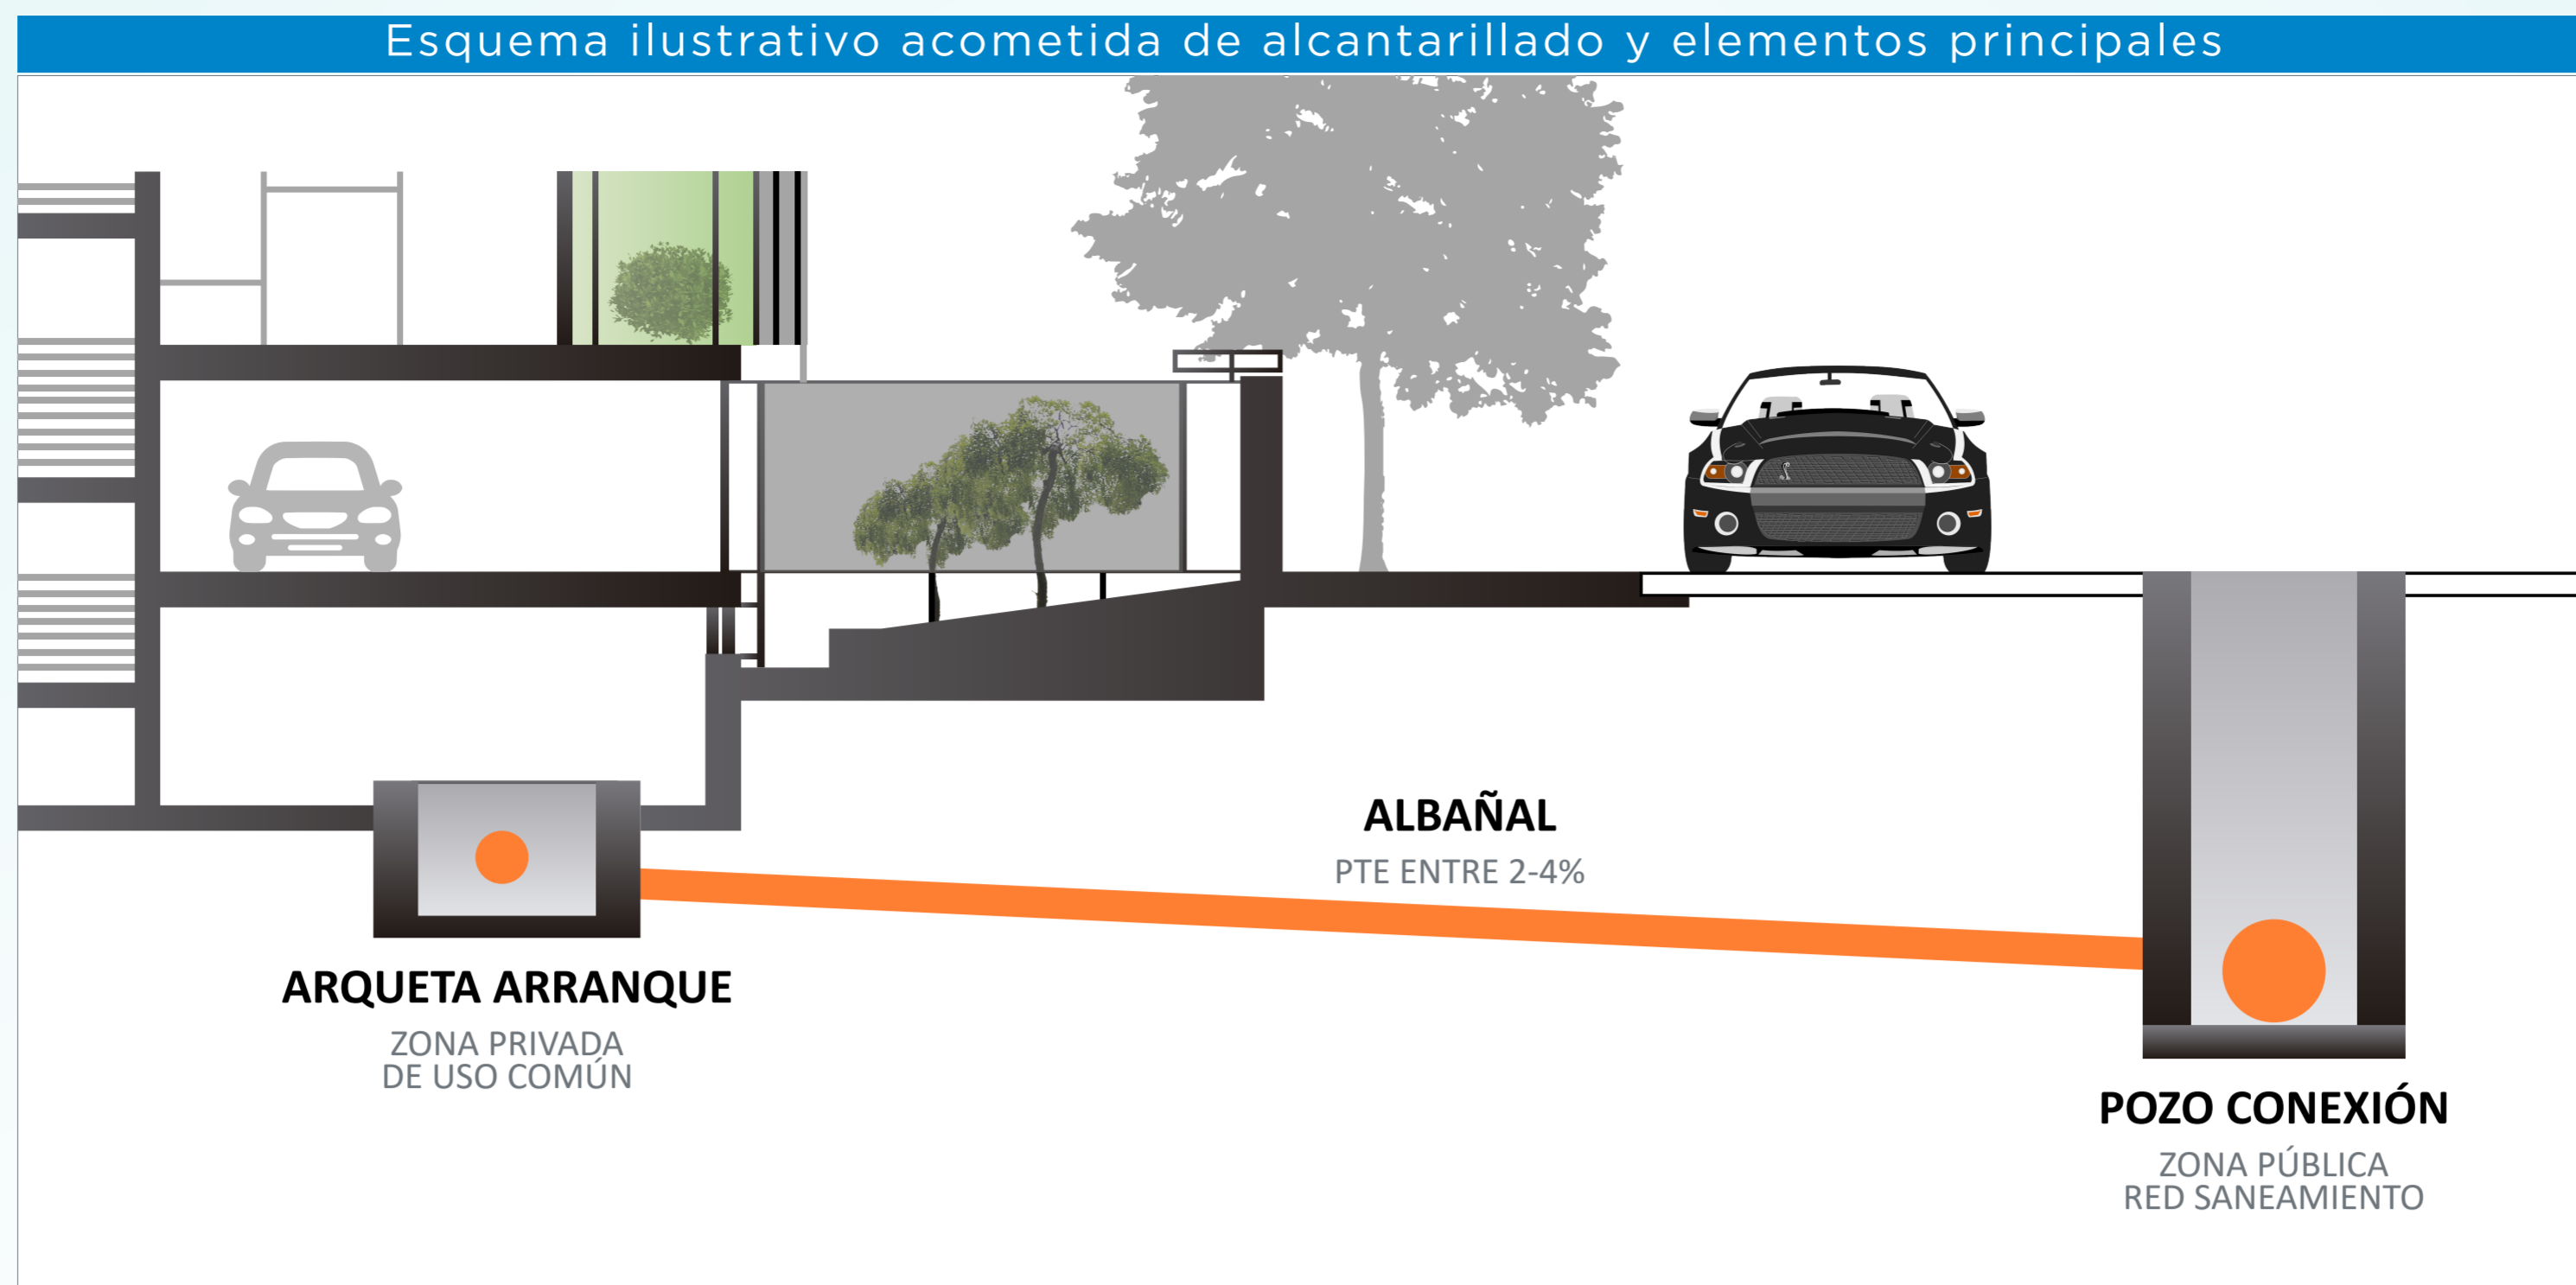 Esquema ilustrativo acometida de alcantarillado y elementos principales
ALBAÑAL
PTE ENTRE 2-4%
ARQUETA ARRANQUE
ZONA PRIVADA
DE USO COMÚN
POZO CONEXIÓN
ZONA PÚBLICA
RED SANEAMIENTO